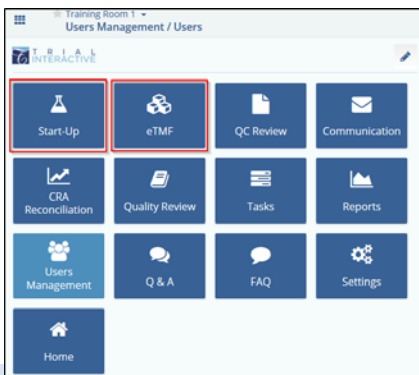 Training Room 1
Users Management / Users
TRIAL
INTERACTIVE
Start-Up
eTMF
QC Review
Communication
CRA
Reconciliation
Quality Review
Tasks
Reports
Users
Management
Q & A
FAQ
Settings
Home